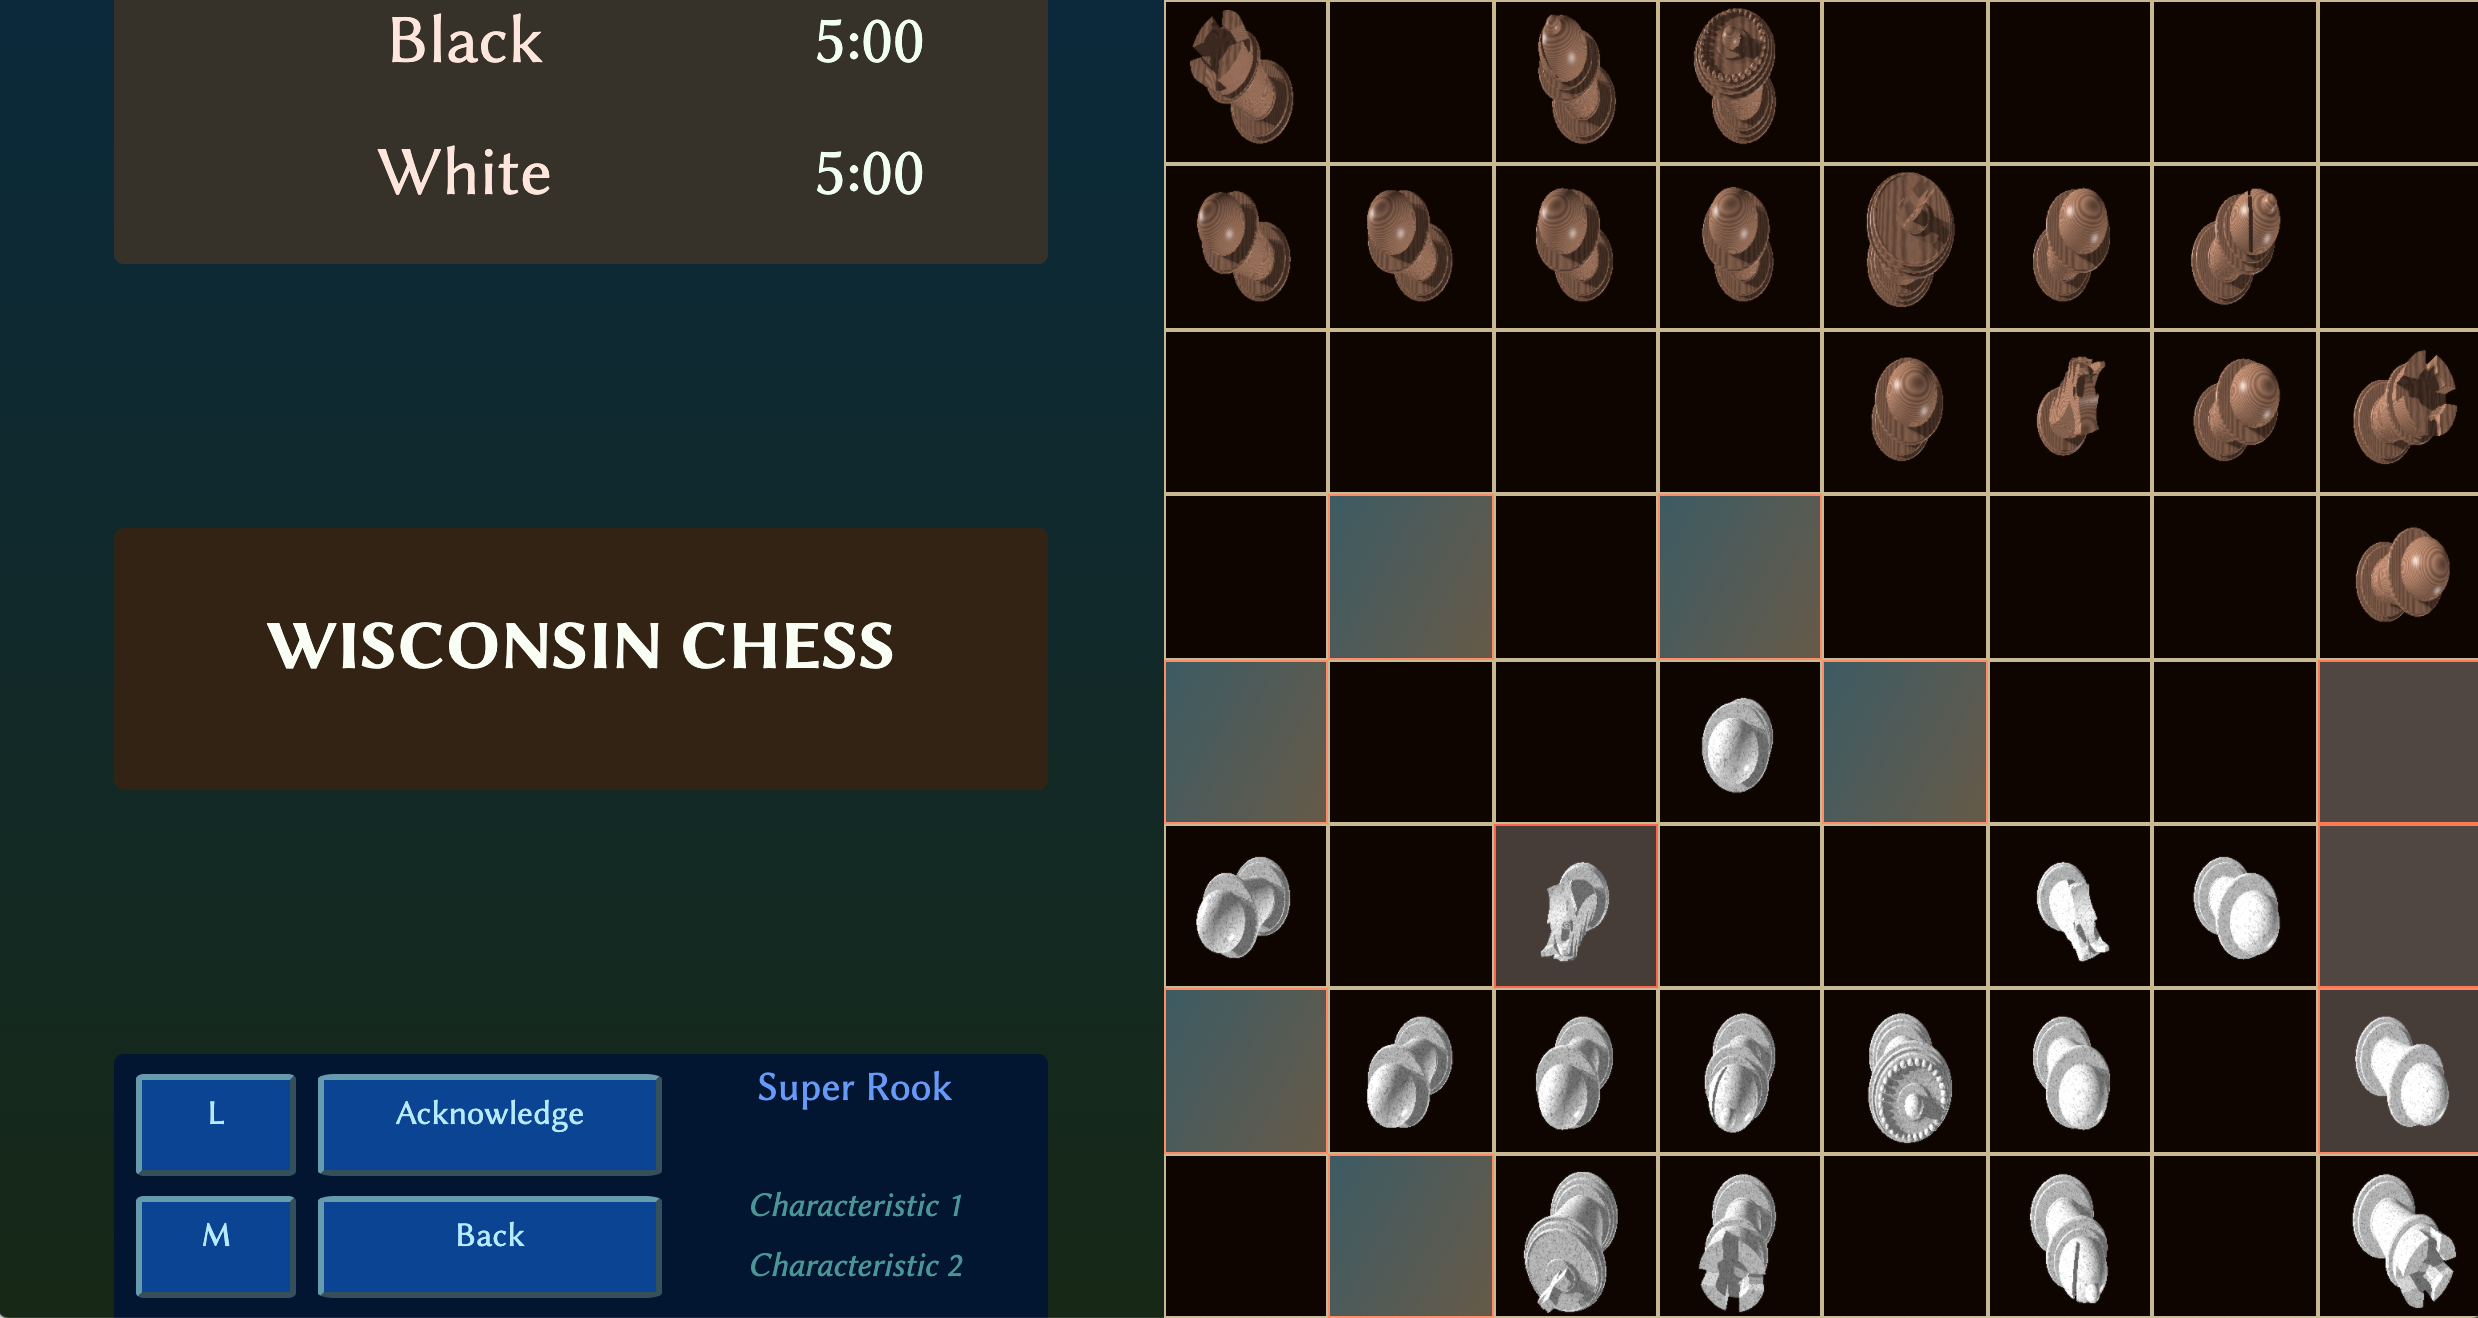 Black 5:00
White 5:00
WISCONSIN CHESS
L Acknowledge Super Rook
M Back Characteristic 1
Characteristic 2